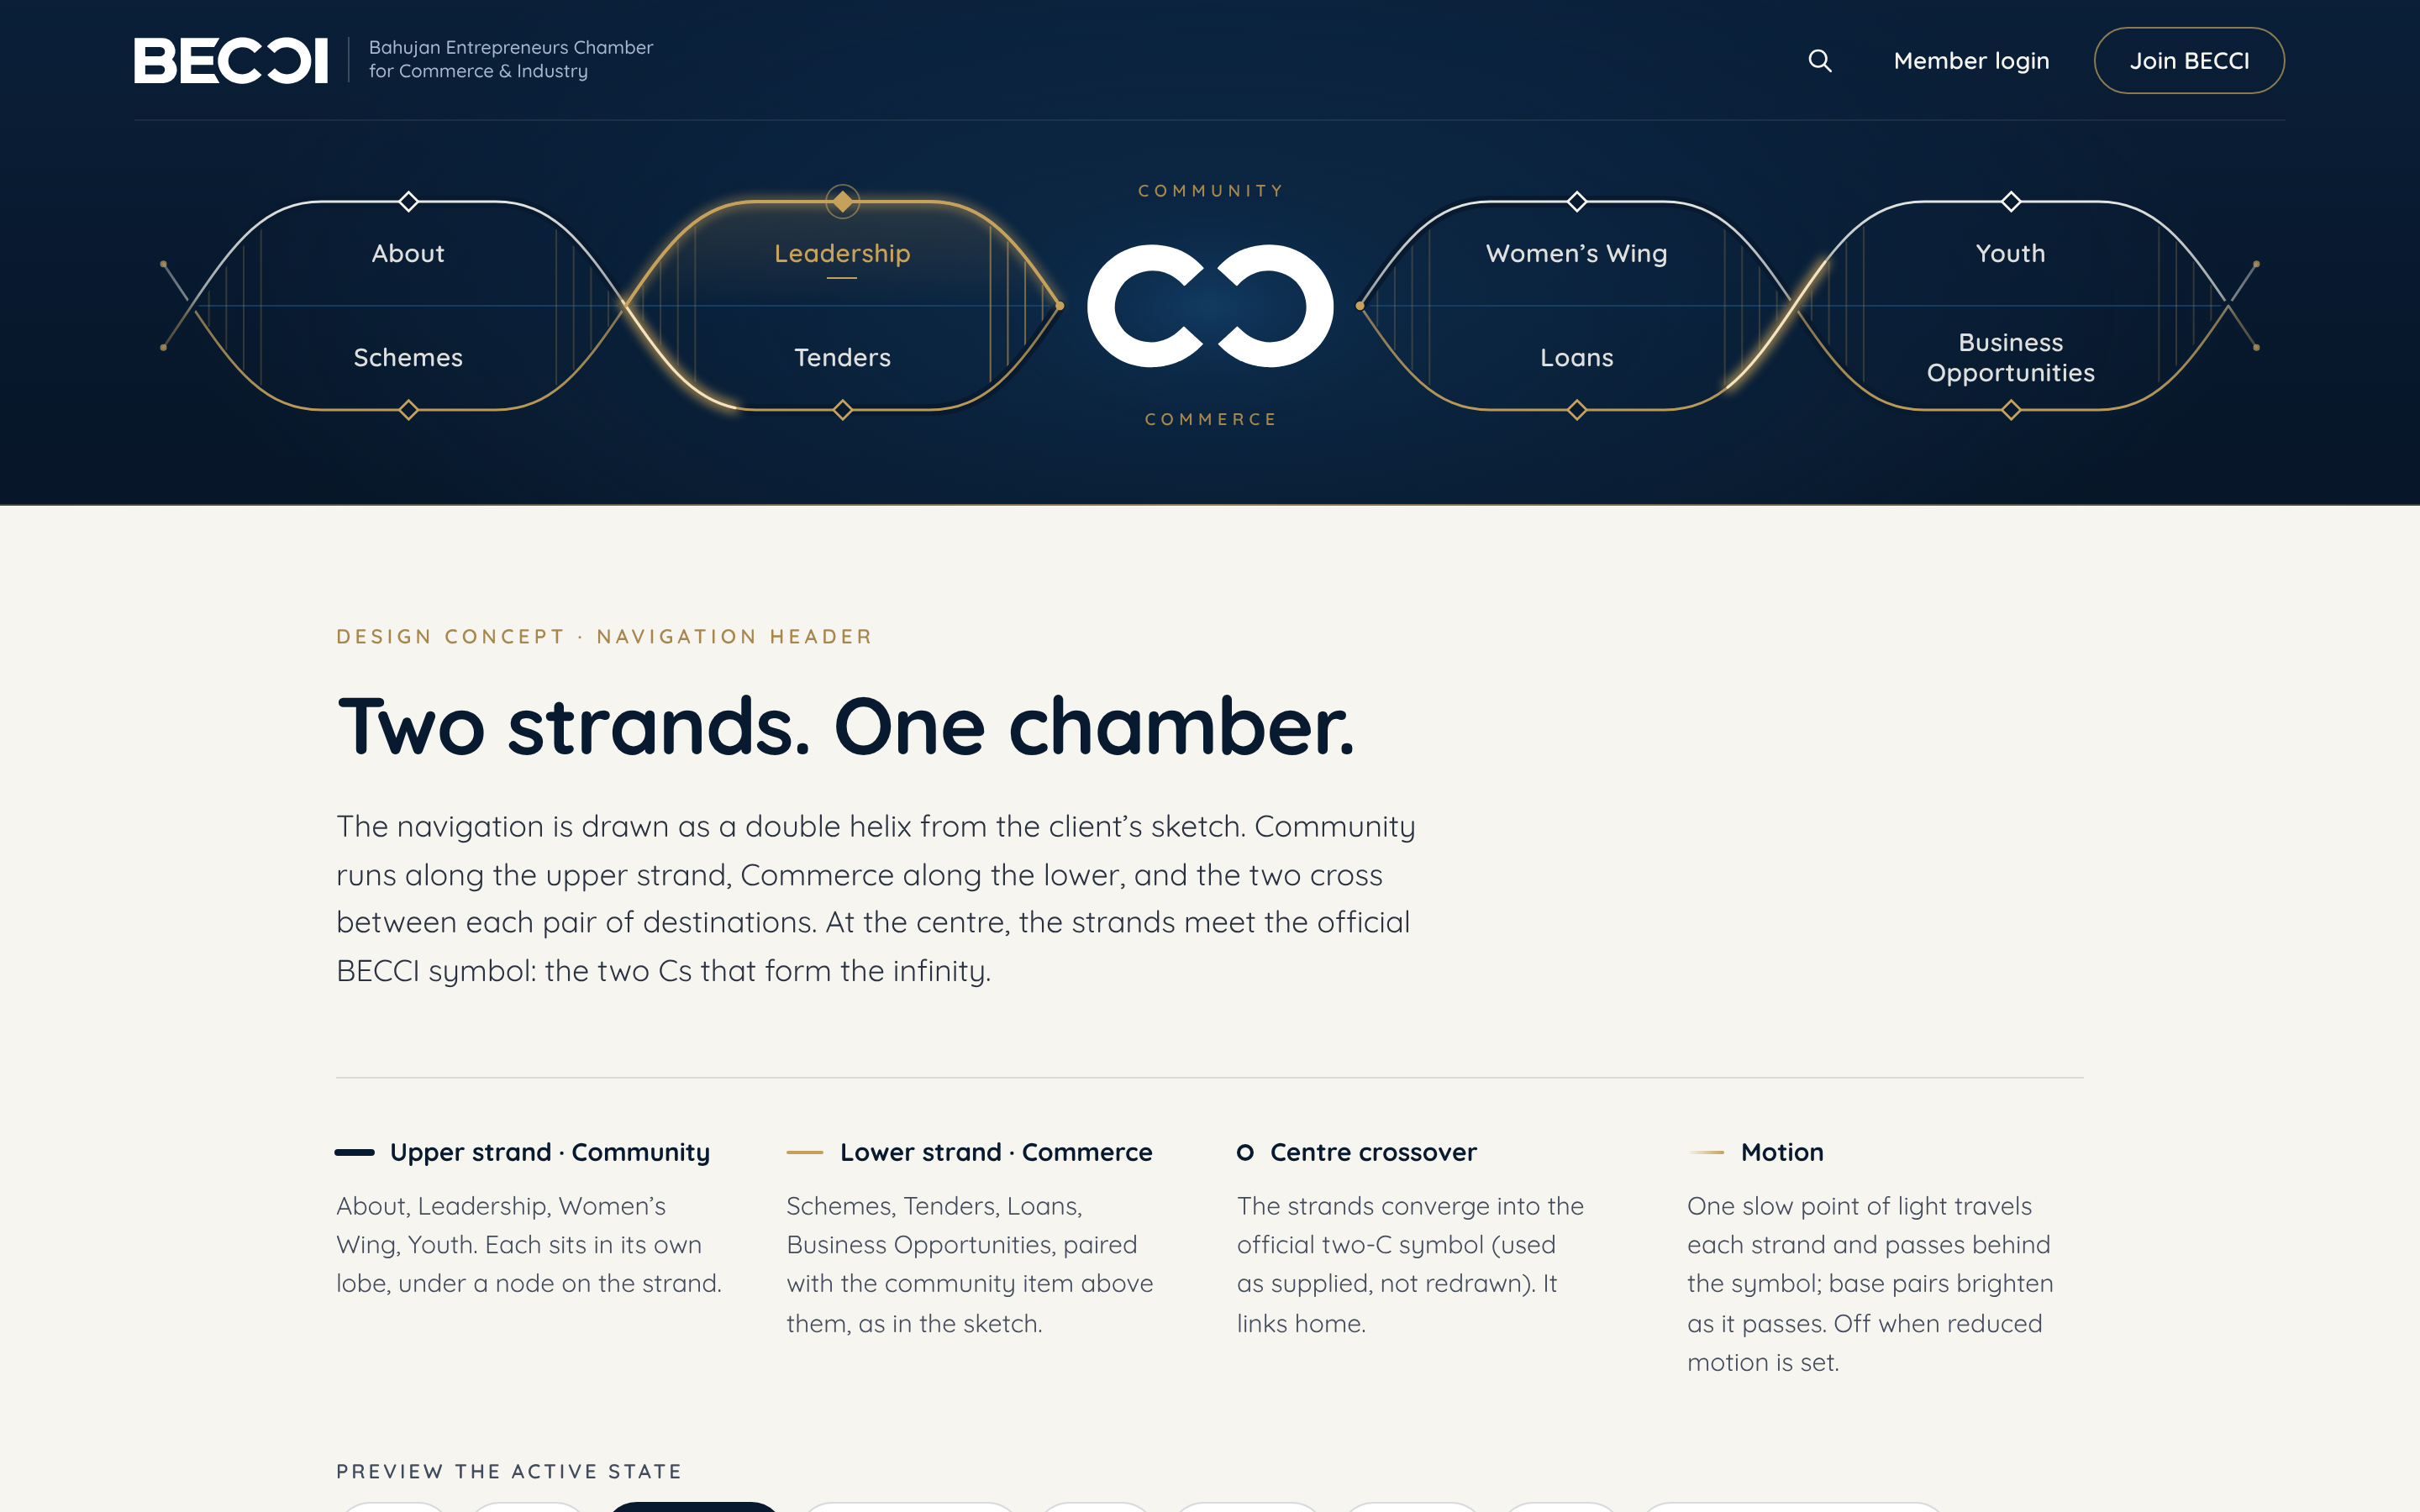 BECCI
Bahujan Entrepreneurs Chamber
for Commerce & Industry
Member login
Join BECCI
COMMUNITY
About
Leadership
Women’s Wing
Youth
Schemes
Tenders
Loans
Business
Opportunities
COMMERCE
DESIGN CONCEPT · NAVIGATION HEADER
Two strands. One chamber.
The navigation is drawn as a double helix from the client’s sketch. Community
runs along the upper strand, Commerce along the lower, and the two cross
between each pair of destinations. At the centre, the strands meet the official
BECCI symbol: the two Cs that form the infinity.
Upper strand · Community
About, Leadership, Women’s
Wing, Youth. Each sits in its own
lobe, under a node on the strand.
Lower strand · Commerce
Schemes, Tenders, Loans,
Business Opportunities, paired
with the community item above
them, as in the sketch.
Centre crossover
The strands converge into the
official two-C symbol (used
as supplied, not redrawn). It
links home.
Motion
One slow point of light travels
each strand and passes behind
the symbol; base pairs brighten
as it passes. Off when reduced
motion is set.
PREVIEW THE ACTIVE STATE